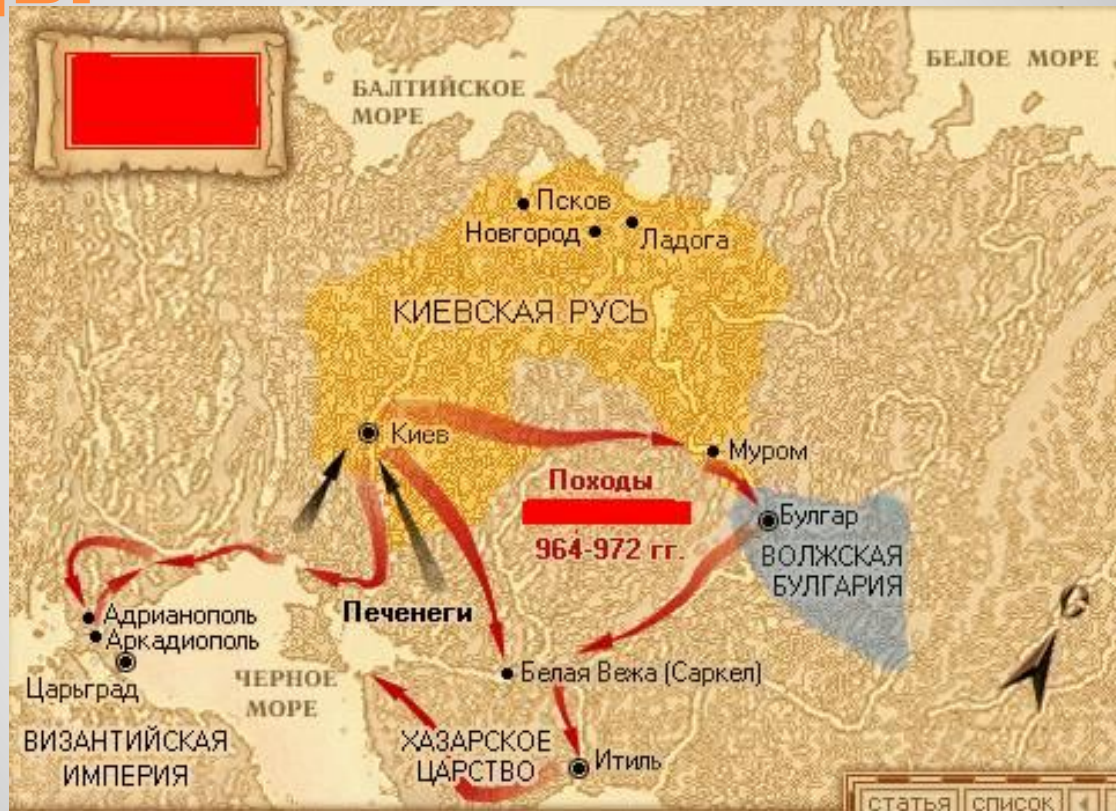 БАЛТИЙСКОЕ
МОРЕ
БЕЛОЕ МОРЕ
Псков
Новгород
Ладога
КИЕВСКАЯ РУСЬ
Киев
Муром
Походы
964-972 гг.
Булгар
ВОЛЖСКАЯ
БУЛГАРИЯ
Печенеги
Адрианополь
Аркадиополь
Царьград
ЧЕРНОЕ
МОРЕ
Белая Вежа (Саркел)
ВИЗАНТИЙСКАЯ
ИМПЕРИЯ
ХАЗАРСКОЕ
ЦАРСТВО
Итиль
С
статья список